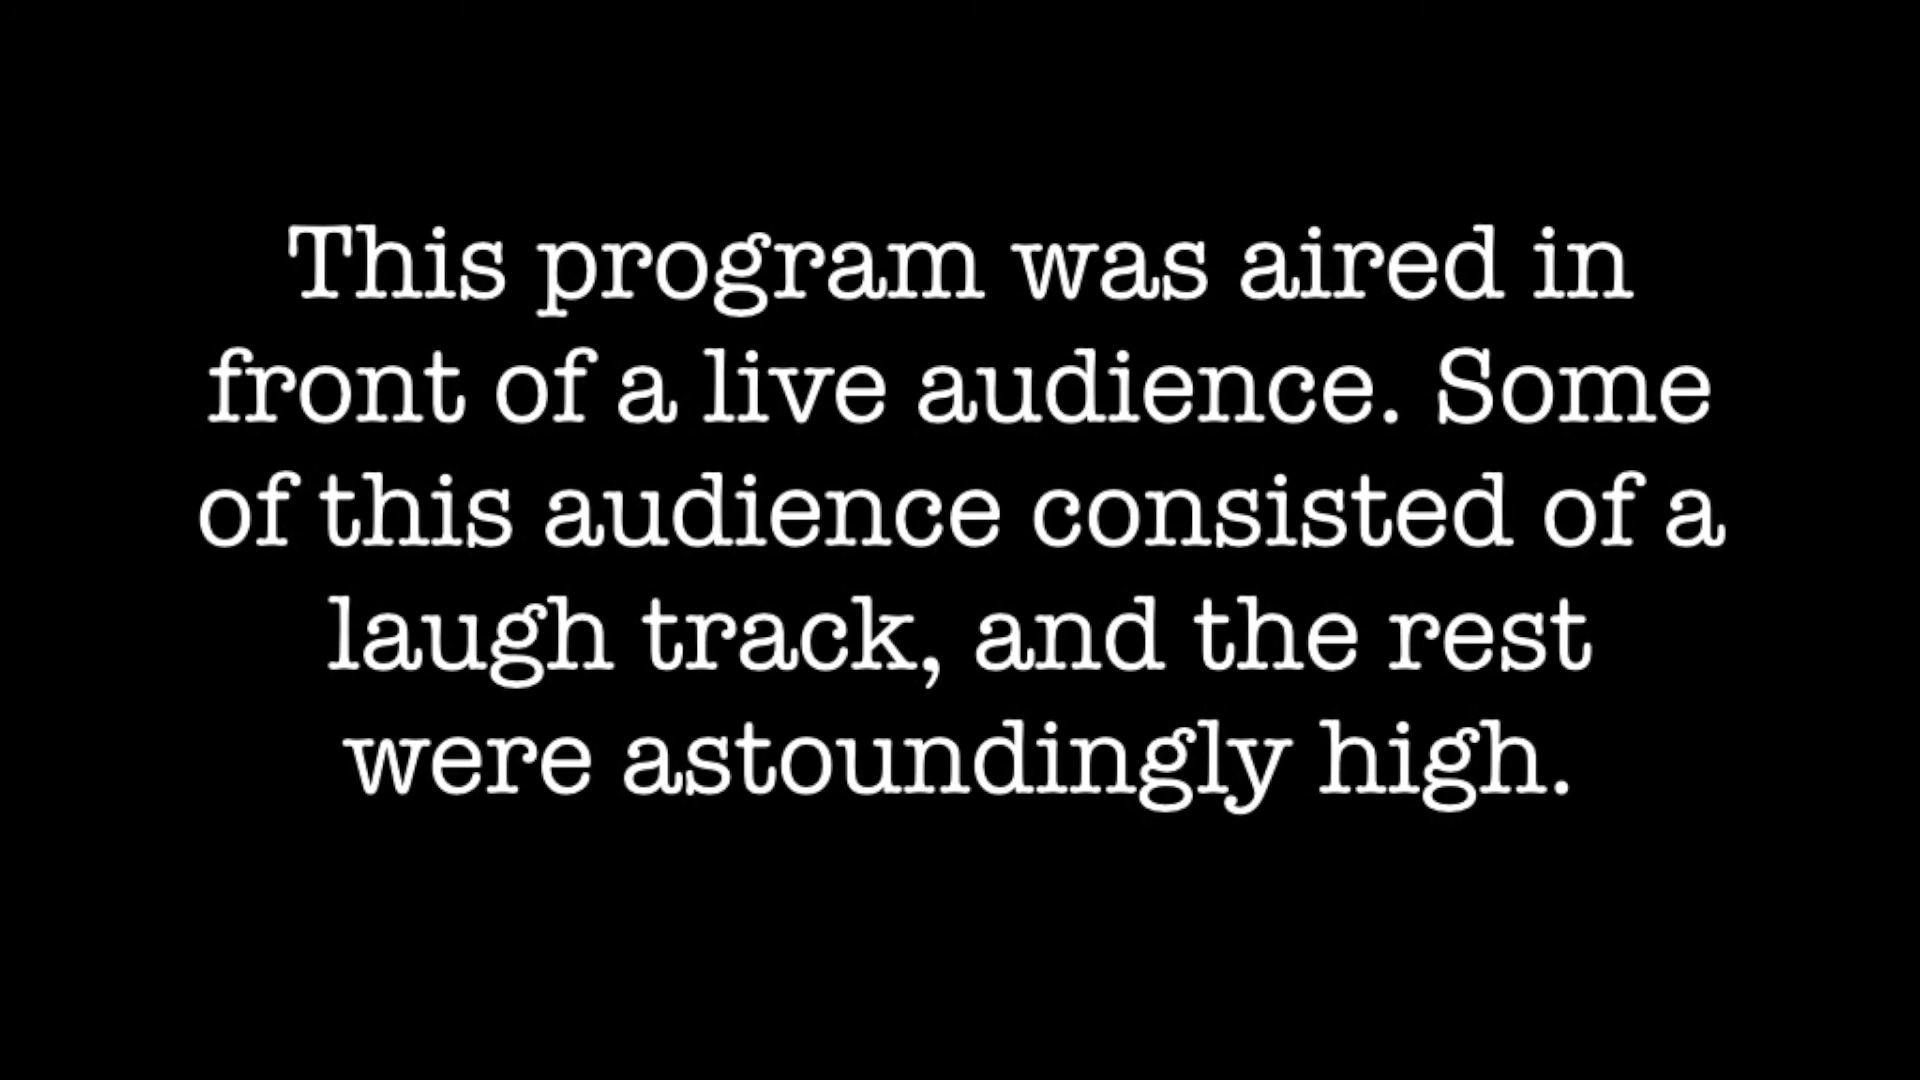 This program was aired in
front of a live audience. Some
of this audience consisted of a
laugh track, and the rest
were astoundingly high.